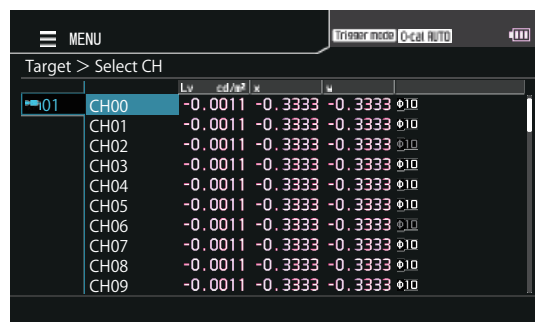 MENU Trigger mode 0-cal AUTO
Target > Select CH
Lv cd/m² x y
01 CH00 -0.0011 -0.3333 -0.3333 Φ10
CH01 -0.0011 -0.3333 -0.3333 Φ10
CH02 -0.0011 -0.3333 -0.3333 Φ10
CH03 -0.0011 -0.3333 -0.3333 Φ10
CH04 -0.0011 -0.3333 -0.3333 Φ10
CH05 -0.0011 -0.3333 -0.3333 Φ10
CH06 -0.0011 -0.3333 -0.3333 Φ10
CH07 -0.0011 -0.3333 -0.3333 Φ10
CH08 -0.0011 -0.3333 -0.3333 Φ10
CH09 -0.0011 -0.3333 -0.3333 Φ10